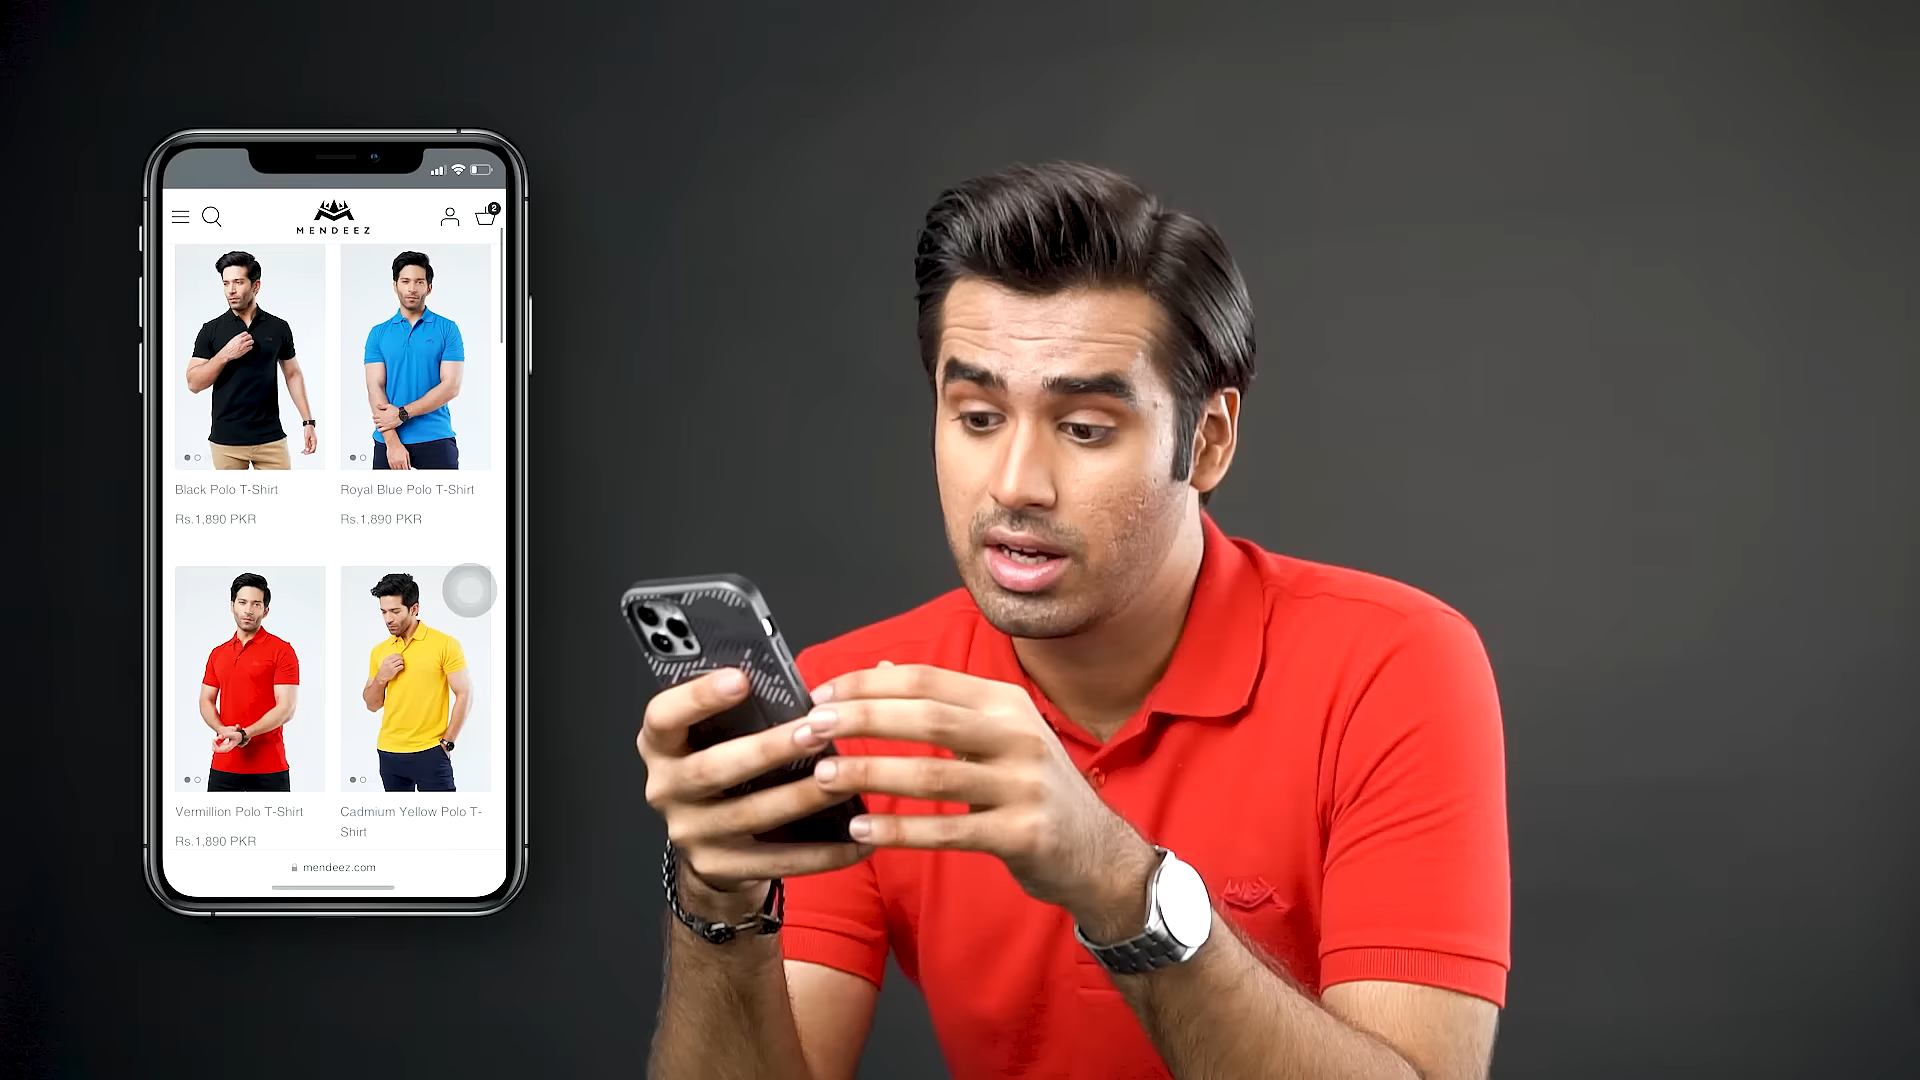 2
MENDEEZ
Black Polo T-Shirt
Rs.1,890 PKR
Royal Blue Polo T-Shirt
Rs.1,890 PKR
Vermillion Polo T-Shirt
Rs.1,890 PKR
Cadmium Yellow Polo T-
Shirt
mendeez.com